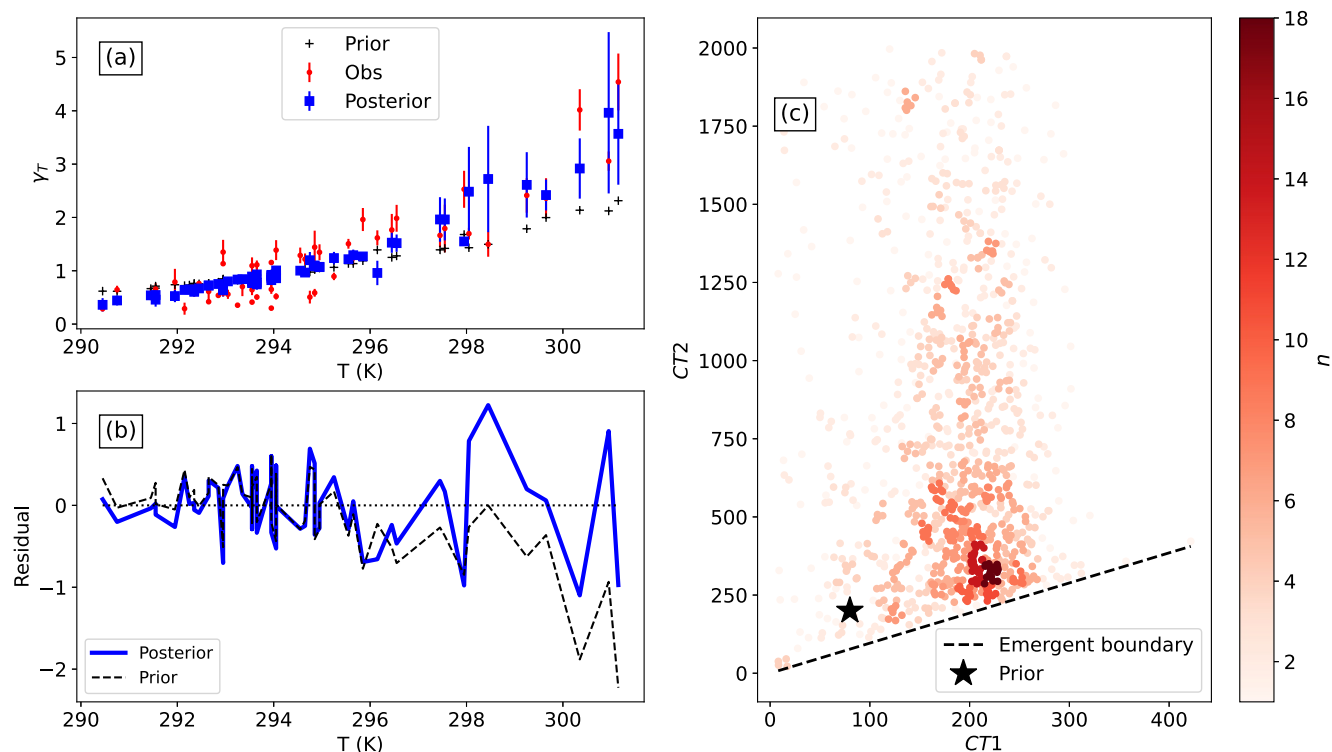 (a)
Prior
Obs
Posterior
5
4
3
2
1
0
γT
290
292
294
296
298
300
T (K)
(b)
1
0
−1
−2
Residual
Posterior
Prior
290
292
294
296
298
300
T (K)
(c)
2000
1750
1500
1250
1000
750
500
250
0
CT2
Emergent boundary
Prior
0
100
200
300
400
CT1
18
16
14
12
10
8
6
4
2
n